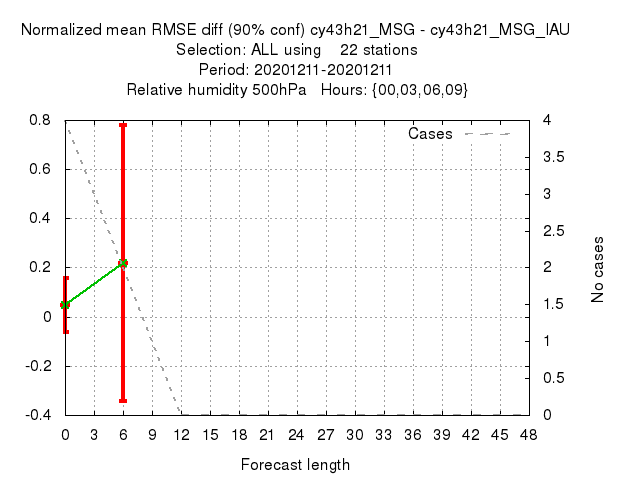 Normalized mean RMSE diff (90% conf) cy43h21_MSG - cy43h21_MSG_IAU
Selection: ALL using 22 stations
Period: 20201211-20201211
Relative humidity 500hPa Hours: {00,03,06,09}
Cases
0.8
0.6
0.4
0.2
0
-0.2
-0.4
4
3.5
3
2.5
2
1.5
1
0.5
0
No cases
0 3 6 9 12 15 18 21 24 27 30 33 36 39 42 45 48
Forecast length